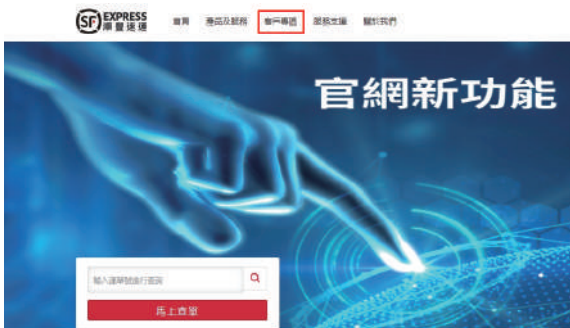 SF EXPRESS
順豐速運
首頁 產品及服務 客戶專區 服務支援 關於我們
官網新功能
輸入運單號進行查詢
馬上查單